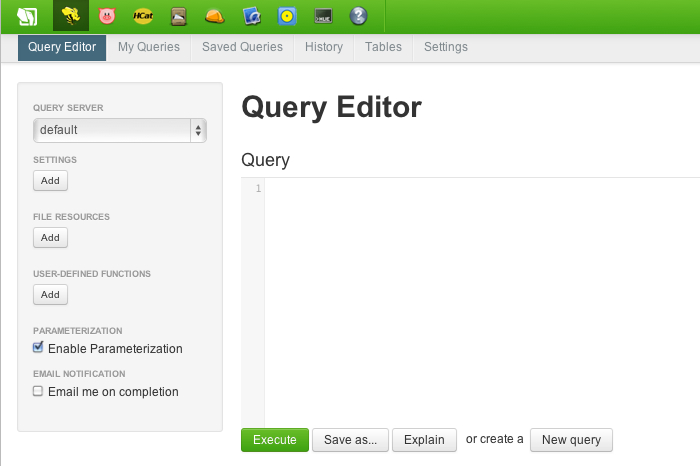 HCat
HUE
Query Editor
My Queries
Saved Queries
History
Tables
Settings
QUERY SERVER
default
SETTINGS
Add
FILE RESOURCES
Add
USER-DEFINED FUNCTIONS
Add
PARAMETERIZATION
Enable Parameterization
EMAIL NOTIFICATION
Email me on completion
Query Editor
Query
1
Execute
Save as...
Explain
or create a
New query